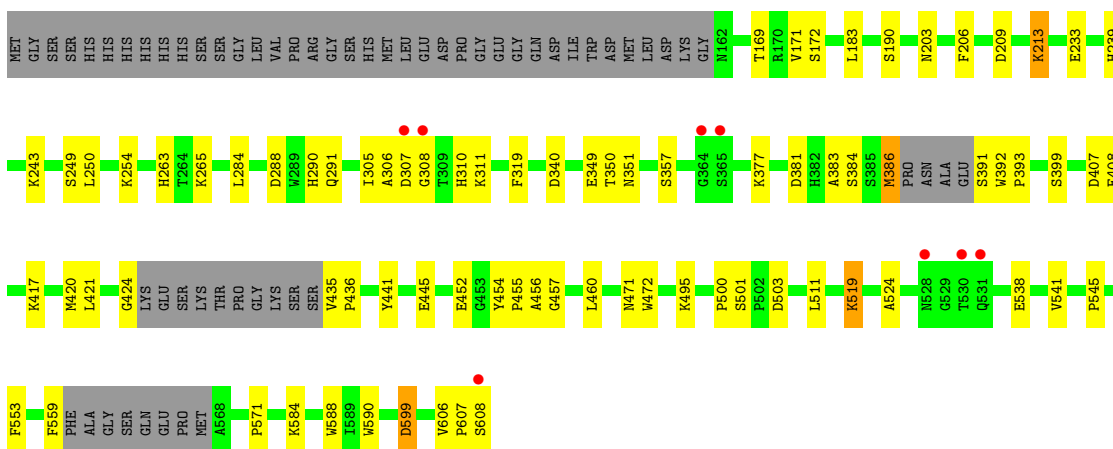 MET GLY SER SER HIS HIS HIS HIS HIS HIS SER SER GLY LEU VAL PRO ARG GLY SER HIS MET LEU GLU ASP PRO GLY GLU GLY GLN ASP ILE TRP ASP MET LEU ASP LYS GLY N162 T169 R170 V171 S172 L183 S190 N203 F206 D209 K213 E233 H239
K243 S249 L250 K254 H263 T264 K265 L284 D288 W289 H290 Q291 I305 A306 D307 G308 T309 H310 K311 F319 D340 E349 T350 N351 S357 G364 S365 K377 D381 H382 A383 S384 S385 M386 PRO ASN ALA GLU S391 W392 P393 S399 D407 E408
K417 M420 L421 G424 LYS GLU SER LYS THR PRO GLY LYS SER SER V435 P436 Y441 E445 E452 G453 Y454 P455 A456 G457 L460 N471 W472 K495 P500 S501 P502 D503 L511 K519 A524 N528 G529 T530 Q531 E538 V541 P545
F553 F559 PHE ALA GLY SER GLN GLU PRO MET A568 P571 K584 W588 I589 W590 D599 V606 P607 S608